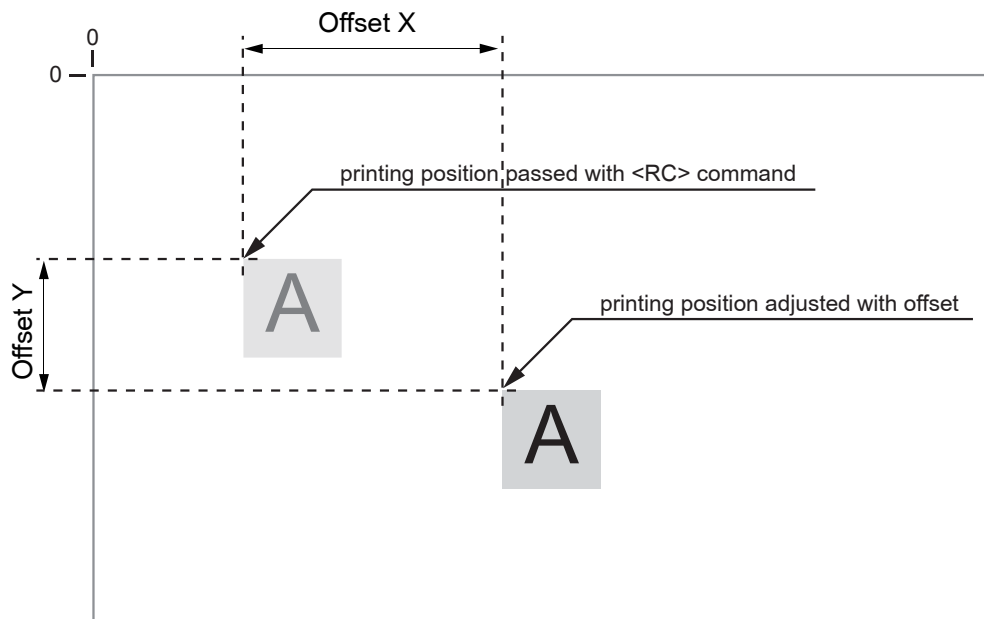 Offset X
0
0
printing position passed with <RC> command
A
Offset Y
printing position adjusted with offset
A